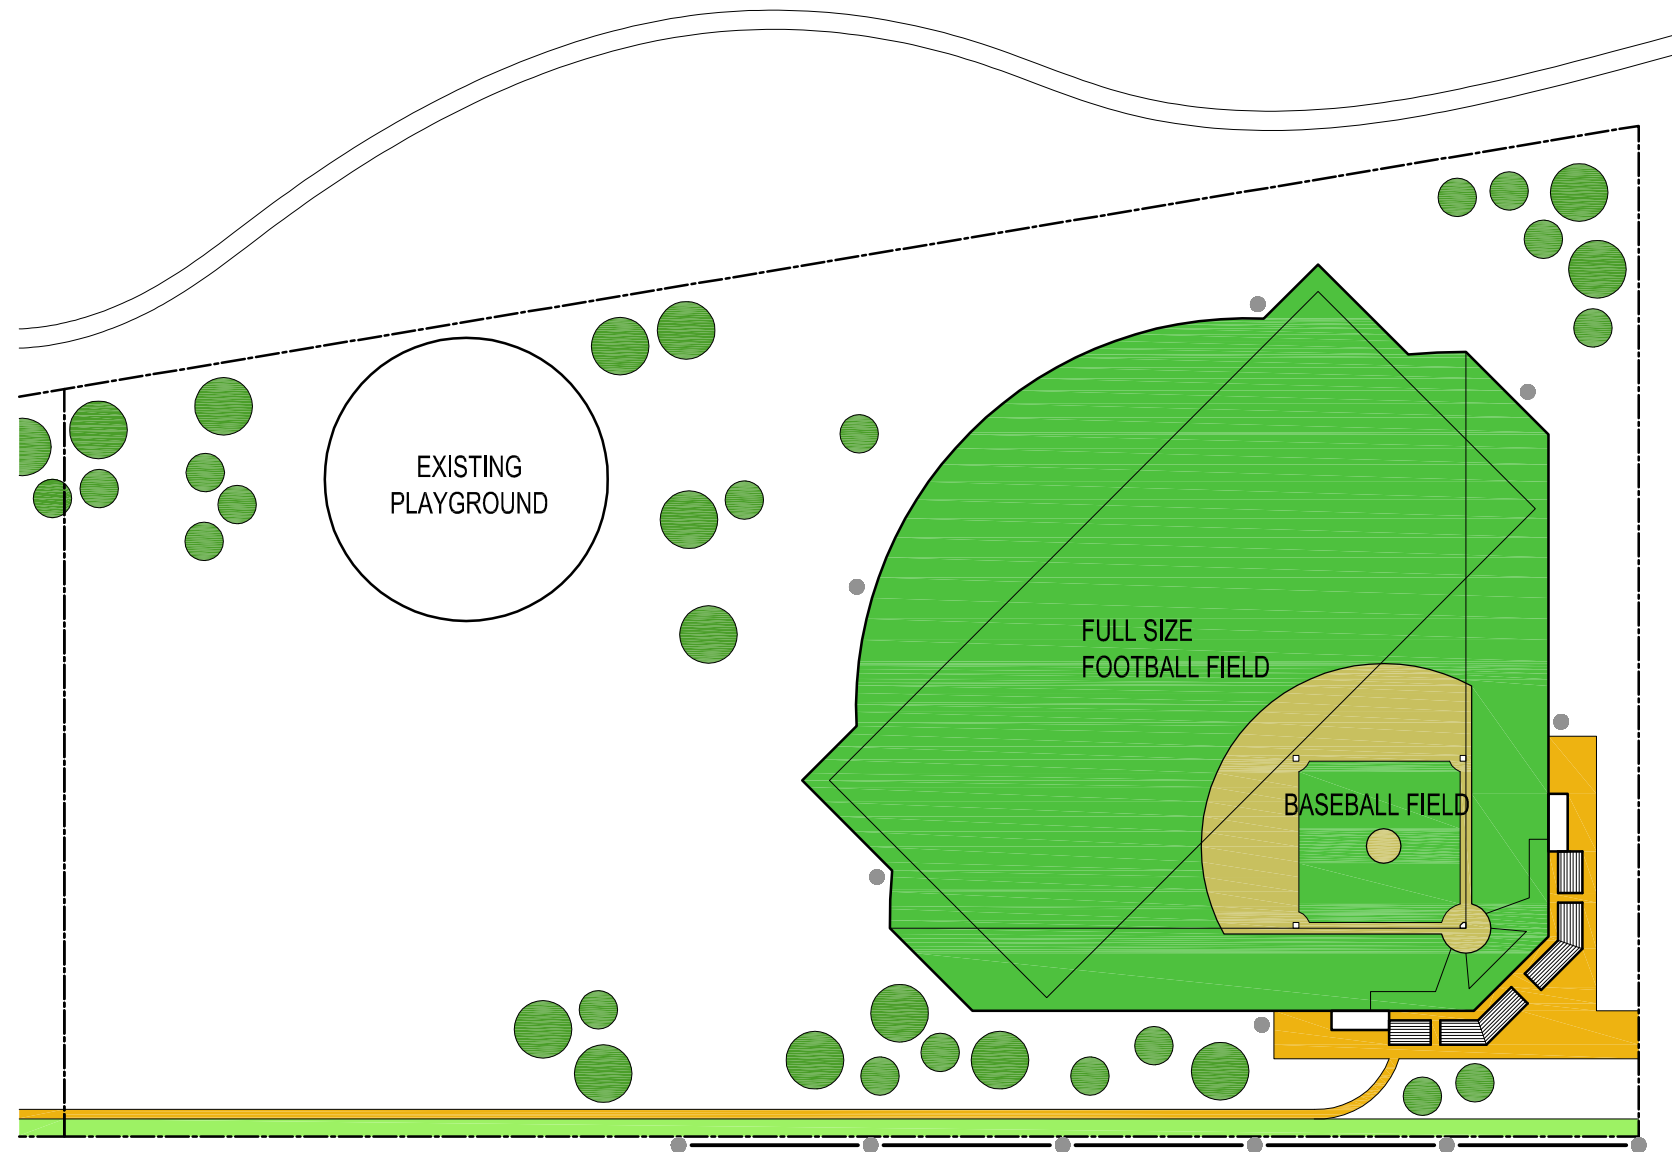 EXISTING
PLAYGROUND
FULL SIZE
FOOTBALL FIELD
BASEBALL FIELD